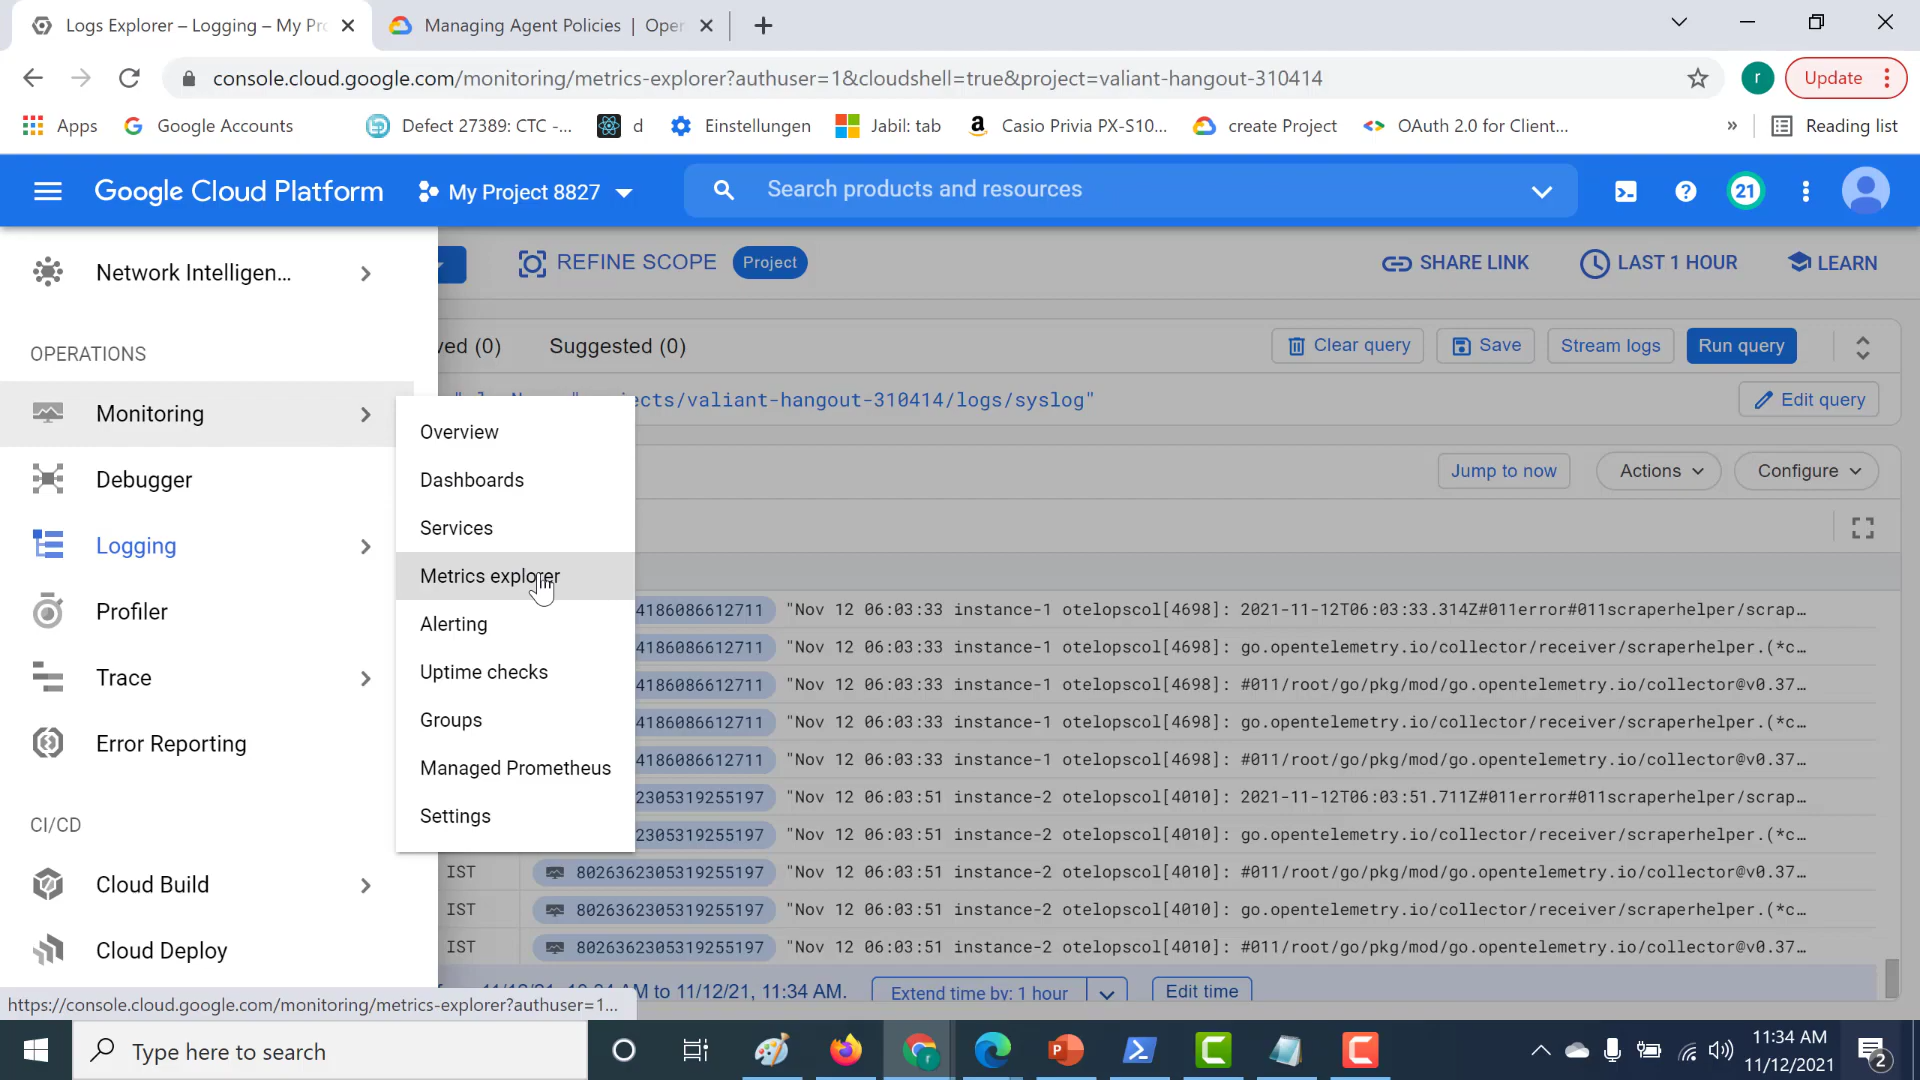 Logs Explorer – Logging – My Pr
Managing Agent Policies | Oper
console.cloud.google.com/monitoring/metrics-explorer?authuser=1&cloudshell=true&project=valiant-hangout-310414
r
Update
Apps
Google Accounts
Defect 27389: CTC -...
d
Einstellungen
Jabil: tab
Casio Privia PX-S10...
create Project
OAuth 2.0 for Client...
»
Reading list
Google Cloud Platform
My Project 8827
Search products and resources
21
Network Intelligen...
REFINE SCOPE
Project
SHARE LINK
LAST 1 HOUR
LEARN
OPERATIONS
ved (0)
Suggested (0)
Clear query
Save
Stream logs
Run query
Monitoring
jects/valiant-hangout-310414/logs/syslog"
Edit query
Overview
Debugger
Dashboards
Jump to now
Actions
Configure
Services
Logging
Metrics explorer
Profiler
4186086612711 "Nov 12 06:03:33 instance-1 otelopscol[4698]: 2021-11-12T06:03:33.314Z#011error#011scraperhelper/scrap…
Alerting
4186086612711 "Nov 12 06:03:33 instance-1 otelopscol[4698]: go.opentelemetry.io/collector/receiver/scraperhelper.(*c…
Trace
Uptime checks
4186086612711 "Nov 12 06:03:33 instance-1 otelopscol[4698]: #011/root/go/pkg/mod/go.opentelemetry.io/collector@v0.37…
Groups
4186086612711 "Nov 12 06:03:33 instance-1 otelopscol[4698]: go.opentelemetry.io/collector/receiver/scraperhelper.(*c…
Error Reporting
Managed Prometheus
4186086612711 "Nov 12 06:03:33 instance-1 otelopscol[4698]: #011/root/go/pkg/mod/go.opentelemetry.io/collector@v0.37…
2305319255197 "Nov 12 06:03:51 instance-2 otelopscol[4010]: 2021-11-12T06:03:51.711Z#011error#011scraperhelper/scrap…
CI/CD
Settings
2305319255197 "Nov 12 06:03:51 instance-2 otelopscol[4010]: go.opentelemetry.io/collector/receiver/scraperhelper.(*c…
Cloud Build
IST 8026362305319255197 "Nov 12 06:03:51 instance-2 otelopscol[4010]: #011/root/go/pkg/mod/go.opentelemetry.io/collector@v0.37…
IST 8026362305319255197 "Nov 12 06:03:51 instance-2 otelopscol[4010]: go.opentelemetry.io/collector/receiver/scraperhelper.(*c…
Cloud Deploy
IST 8026362305319255197 "Nov 12 06:03:51 instance-2 otelopscol[4010]: #011/root/go/pkg/mod/go.opentelemetry.io/collector@v0.37…
AM to 11/12/21, 11:34 AM.
Extend time by: 1 hour
Edit time
https://console.cloud.google.com/monitoring/metrics-explorer?authuser=1...
Type here to search
11:34 AM
11/12/2021
2